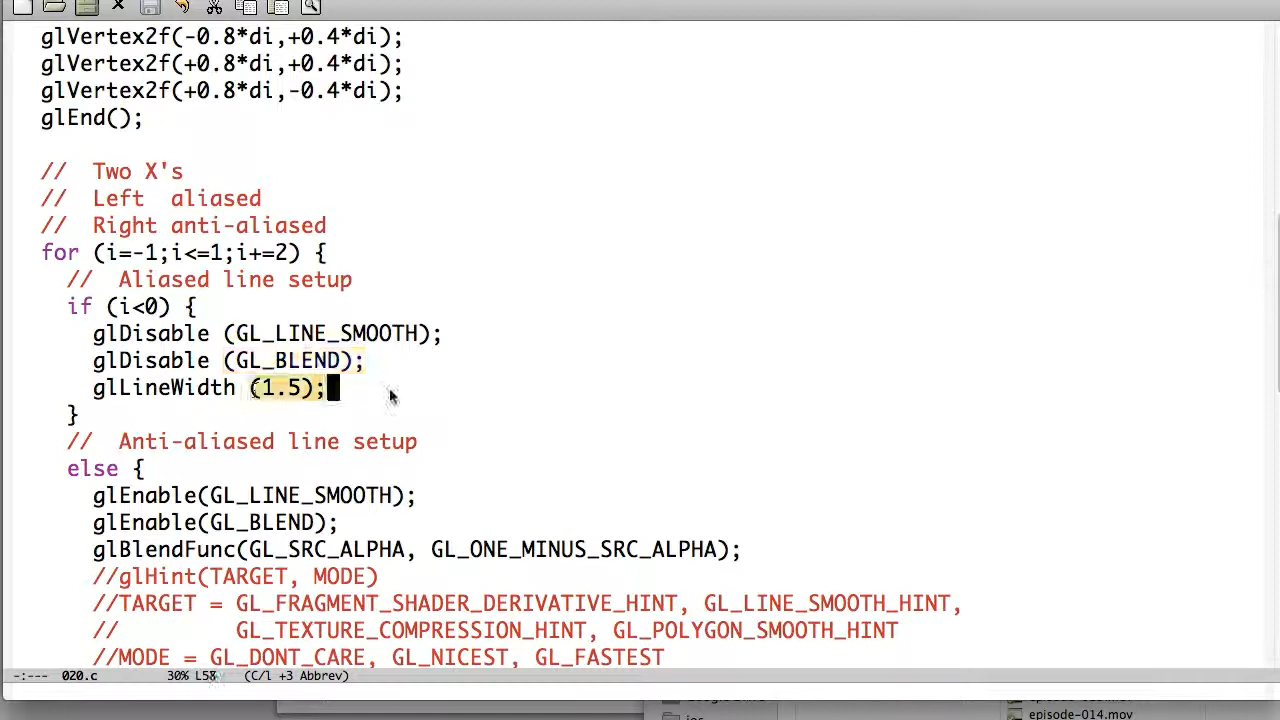 glVertex2f(-0.8*di,+0.4*di);
glVertex2f(+0.8*di,+0.4*di);
glVertex2f(+0.8*di,-0.4*di);
glEnd();
//  Two X's
//  Left  aliased
//  Right anti-aliased
for (i=-1;i<=1;i+=2) {
//  Aliased line setup
if (i<0) {
glDisable (GL_LINE_SMOOTH);
glDisable (GL_BLEND);
glLineWidth (1.5);
}
//  Anti-aliased line setup
else {
glEnable(GL_LINE_SMOOTH);
glEnable(GL_BLEND);
glBlendFunc(GL_SRC_ALPHA, GL_ONE_MINUS_SRC_ALPHA);
//glHint(TARGET, MODE)
//TARGET = GL_FRAGMENT_SHADER_DERIVATIVE_HINT, GL_LINE_SMOOTH_HINT,
//         GL_TEXTURE_COMPRESSION_HINT, GL_POLYGON_SMOOTH_HINT
//MODE = GL_DONT_CARE, GL_NICEST, GL_FASTEST
-:--- 020.c 30% L58 (C/l +3 Abbrev)
episode-014.mov